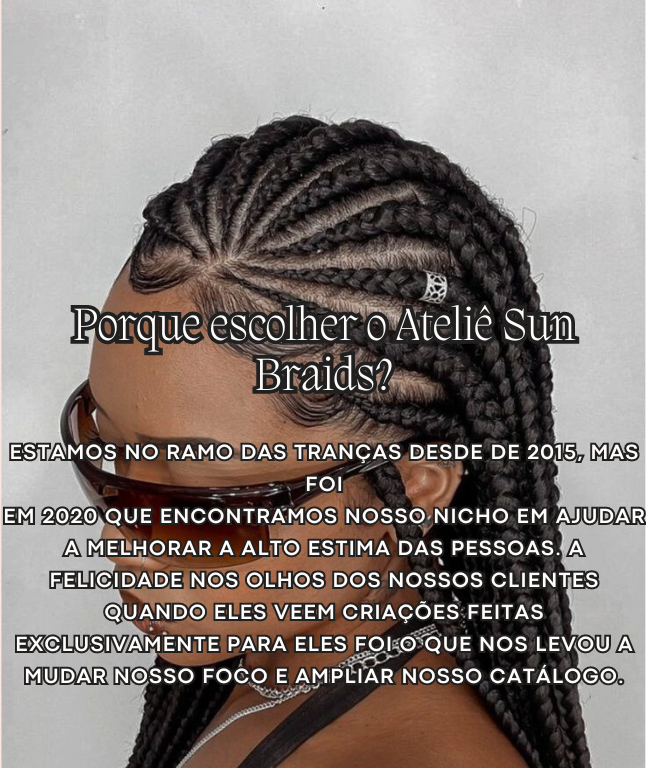 Porque escolher o Ateliê Sun
Braids?
ESTAMOS NO RAMO DAS TRANÇAS DESDE DE 2015, MAS
FOI
EM 2020 QUE ENCONTRAMOS NOSSO NICHO EM AJUDAR
A MELHORAR A ALTO ESTIMA DAS PESSOAS. A
FELICIDADE NOS OLHOS DOS NOSSOS CLIENTES
QUANDO ELES VEEM CRIAÇÕES FEITAS
EXCLUSIVAMENTE PARA ELES FOI O QUE NOS LEVOU A
MUDAR NOSSO FOCO E AMPLIAR NOSSO CATÁLOGO.